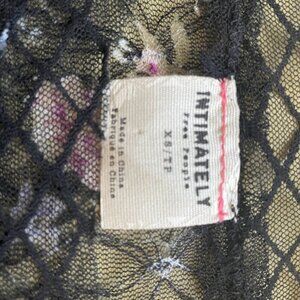 INTIMATELY
Free People
XS/TP
Made in China
Fabriqué en Chine